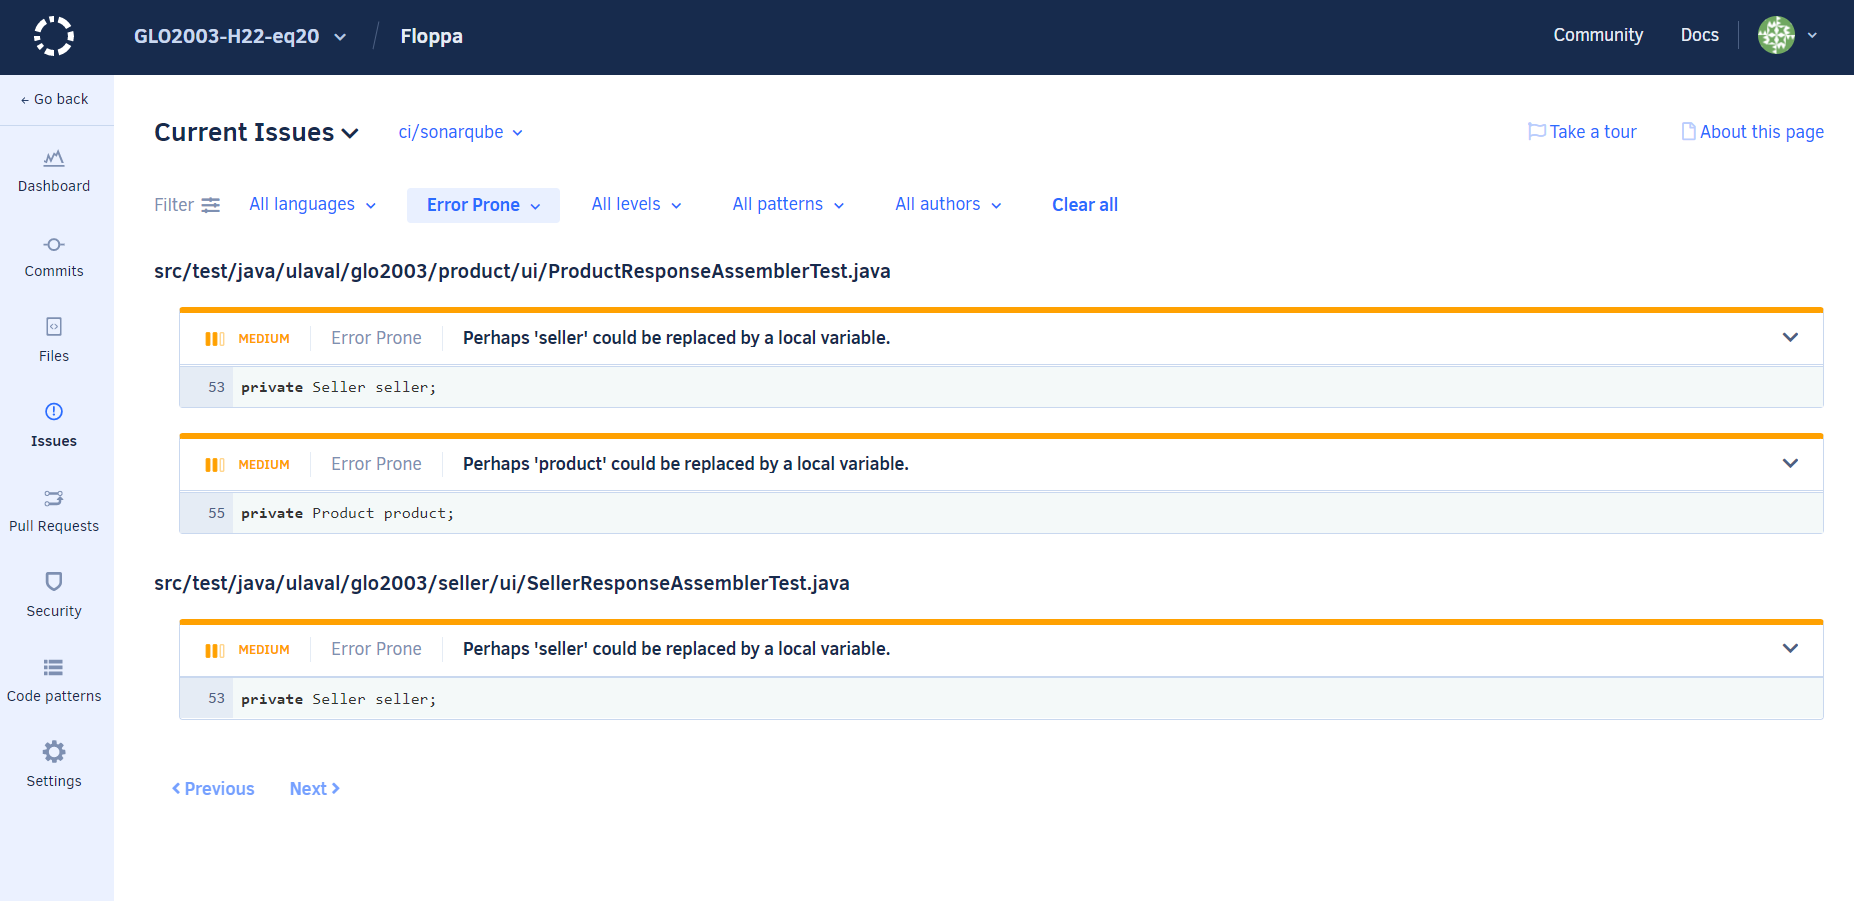 GLO2003-H22-eq20 / Floppa
Community Docs
← Go back
Dashboard
Commits
Files
Issues
Pull Requests
Security
Code patterns
Settings
Current Issues ci/sonarqube
Take a tour About this page
Filter All languages Error Prone All levels All patterns All authors Clear all
src/test/java/ulaval/glo2003/product/ui/ProductResponseAssemblerTest.java
MEDIUM Error Prone Perhaps 'seller' could be replaced by a local variable.
53 private Seller seller;
MEDIUM Error Prone Perhaps 'product' could be replaced by a local variable.
55 private Product product;
src/test/java/ulaval/glo2003/seller/ui/SellerResponseAssemblerTest.java
MEDIUM Error Prone Perhaps 'seller' could be replaced by a local variable.
53 private Seller seller;
Previous Next